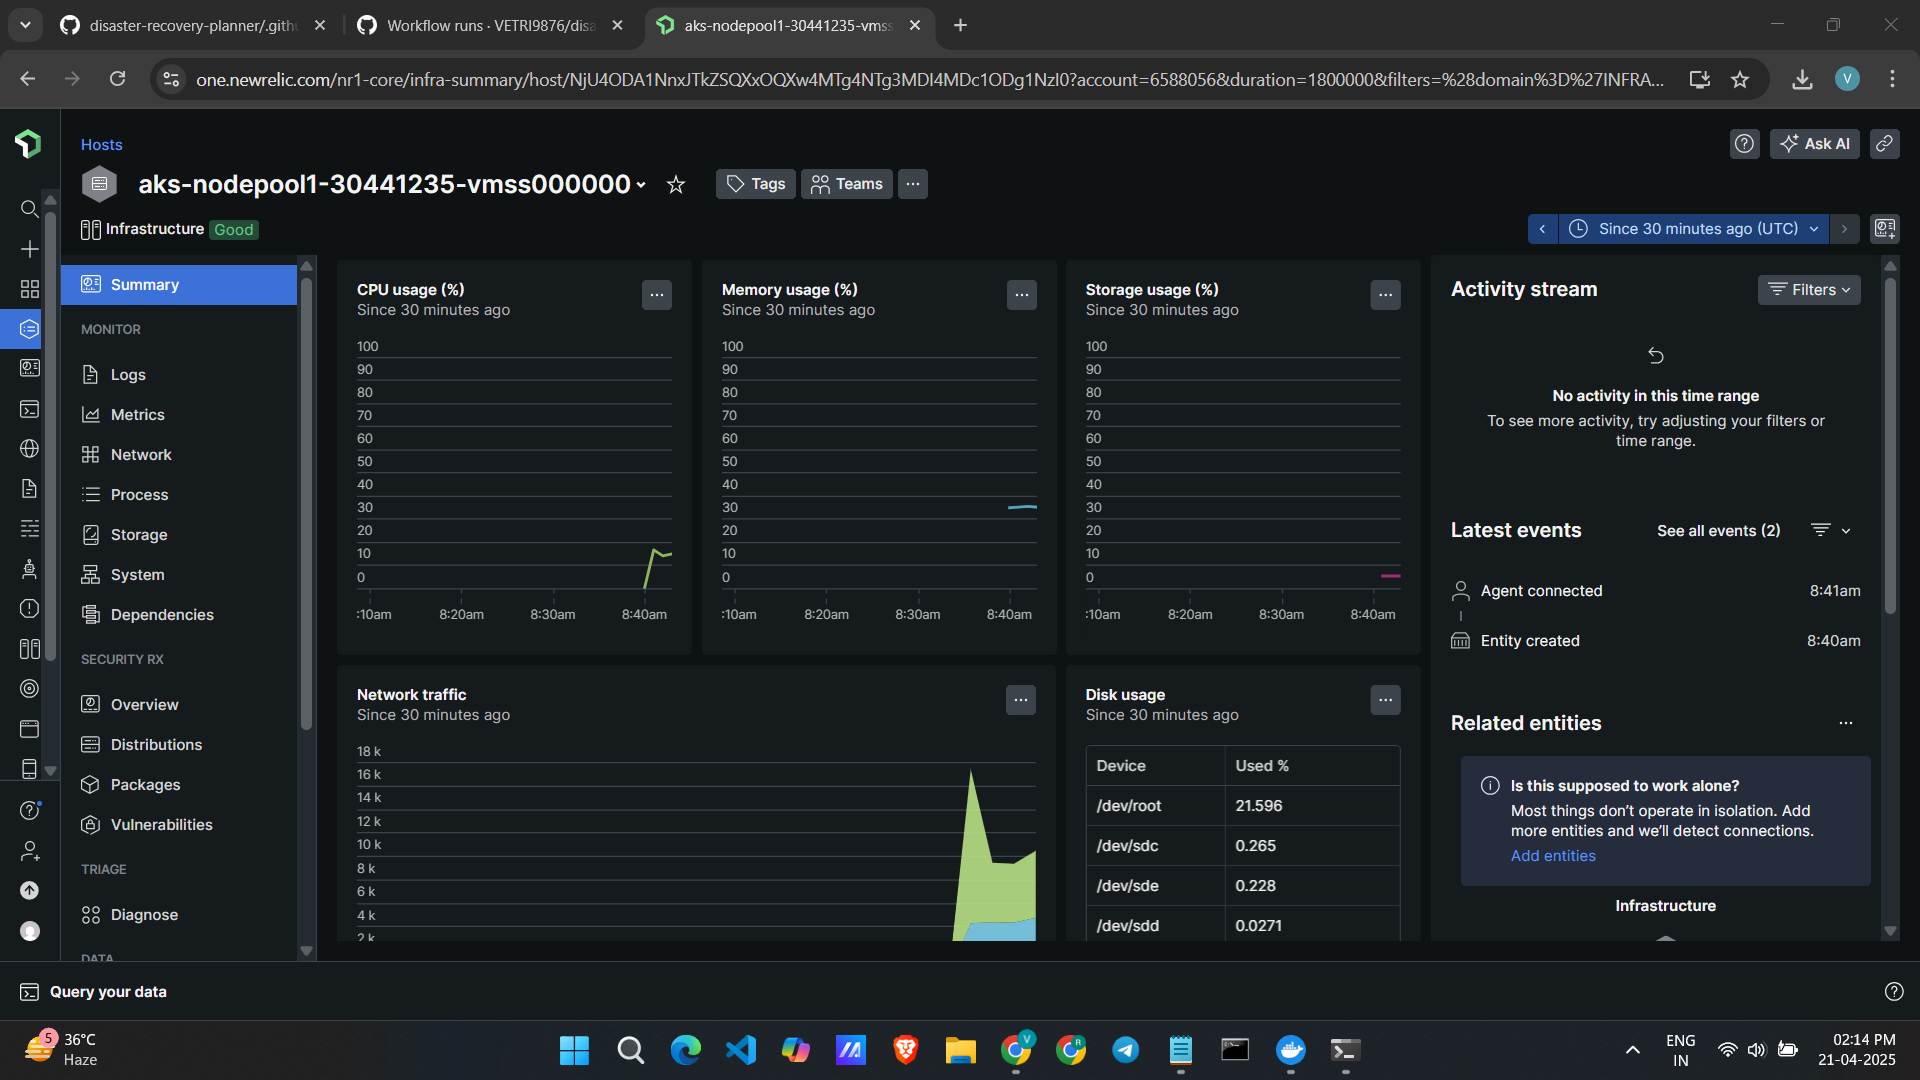 disaster-recovery-planner/.gith
Workflow runs · VETRI9876/disa
aks-nodepool1-30441235-vmss
one.newrelic.com/nr1-core/infra-summary/host/NjU4ODA1NnxJTkZSQXxOQXw4MTg4NTg3MDI4MDc1ODg1NzI0?account=6588056&duration=1800000&filters=%28domain%3D%27INFRA...
V
Hosts
Ask AI
aks-nodepool1-30441235-vmss000000
Tags
Teams
Infrastructure Good
Since 30 minutes ago (UTC)
Summary
MONITOR
Logs
Metrics
Network
Process
Storage
System
Dependencies
SECURITY RX
Overview
Distributions
Packages
Vulnerabilities
TRIAGE
Diagnose
DATA
CPU usage (%)
Since 30 minutes ago
100
90
80
70
60
50
40
30
20
10
0
:10am 8:20am 8:30am 8:40am
Memory usage (%)
Since 30 minutes ago
100
90
80
70
60
50
40
30
20
10
0
:10am 8:20am 8:30am 8:40am
Storage usage (%)
Since 30 minutes ago
100
90
80
70
60
50
40
30
20
10
0
:10am 8:20am 8:30am 8:40am
Network traffic
Since 30 minutes ago
18 k
16 k
14 k
12 k
10 k
8 k
6 k
4 k
2 k
Disk usage
Since 30 minutes ago
Device Used %
/dev/root 21.596
/dev/sdc 0.265
/dev/sde 0.228
/dev/sdd 0.0271
Activity stream
Filters
No activity in this time range
To see more activity, try adjusting your filters or
time range.
Latest events
See all events (2)
Agent connected 8:41am
Entity created 8:40am
Related entities
Is this supposed to work alone?
Most things don't operate in isolation. Add
more entities and we'll detect connections.
Add entities
Infrastructure
Query your data
5
36°C
Haze
V
R
ENG
IN
02:14 PM
21-04-2025